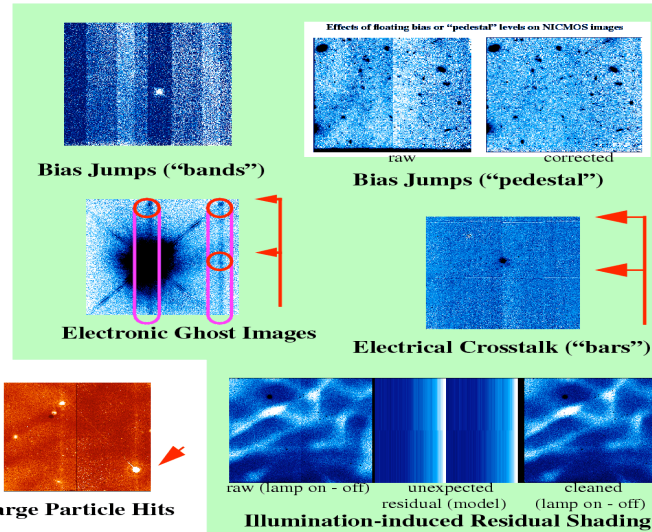 Effects of floating bias or “pedestal” levels on NICMOS images
raw corrected
Bias Jumps (“bands”)
Bias Jumps (“pedestal”)
Electronic Ghost Images
Electrical Crosstalk (“bars”)
raw (lamp on - off) unexpected residual (model) cleaned (lamp on - off)
arge Particle Hits
Illumination-induced Residual Shading